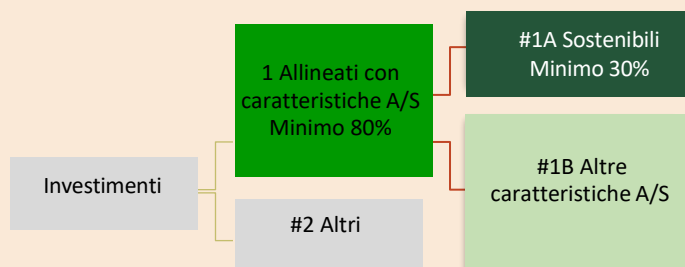 Investimenti
1 Allineati con
caratteristiche A/S
Minimo 80%
#2 Altri
#1A Sostenibili
Minimo 30%
#1B Altre
caratteristiche A/S